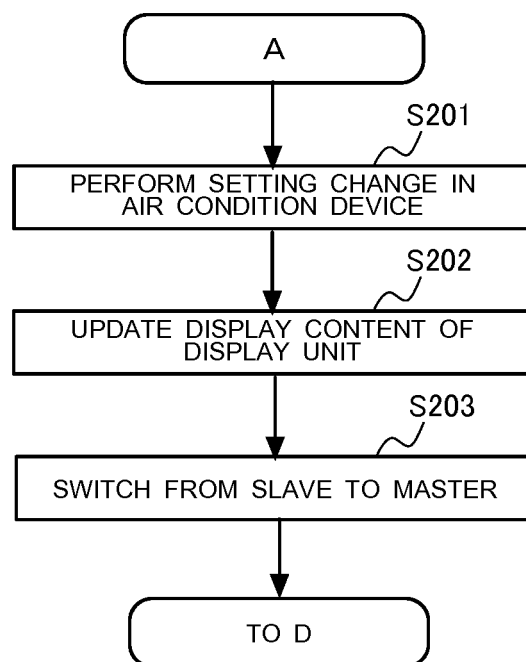 A
S201
PERFORM SETTING CHANGE IN
AIR CONDITION DEVICE
S202
UPDATE DISPLAY CONTENT OF
DISPLAY UNIT
S203
SWITCH FROM SLAVE TO MASTER
TO D